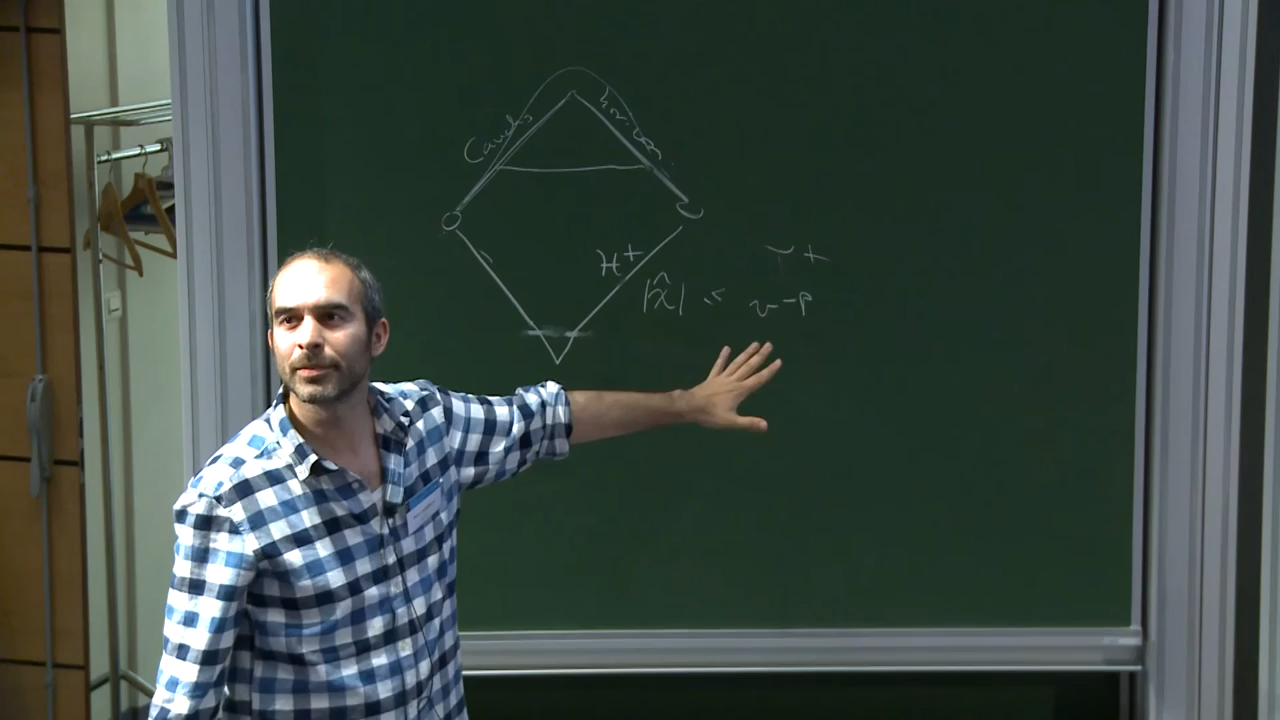 Cauchy horizon
H+
|χ̂| ≤ v^-p